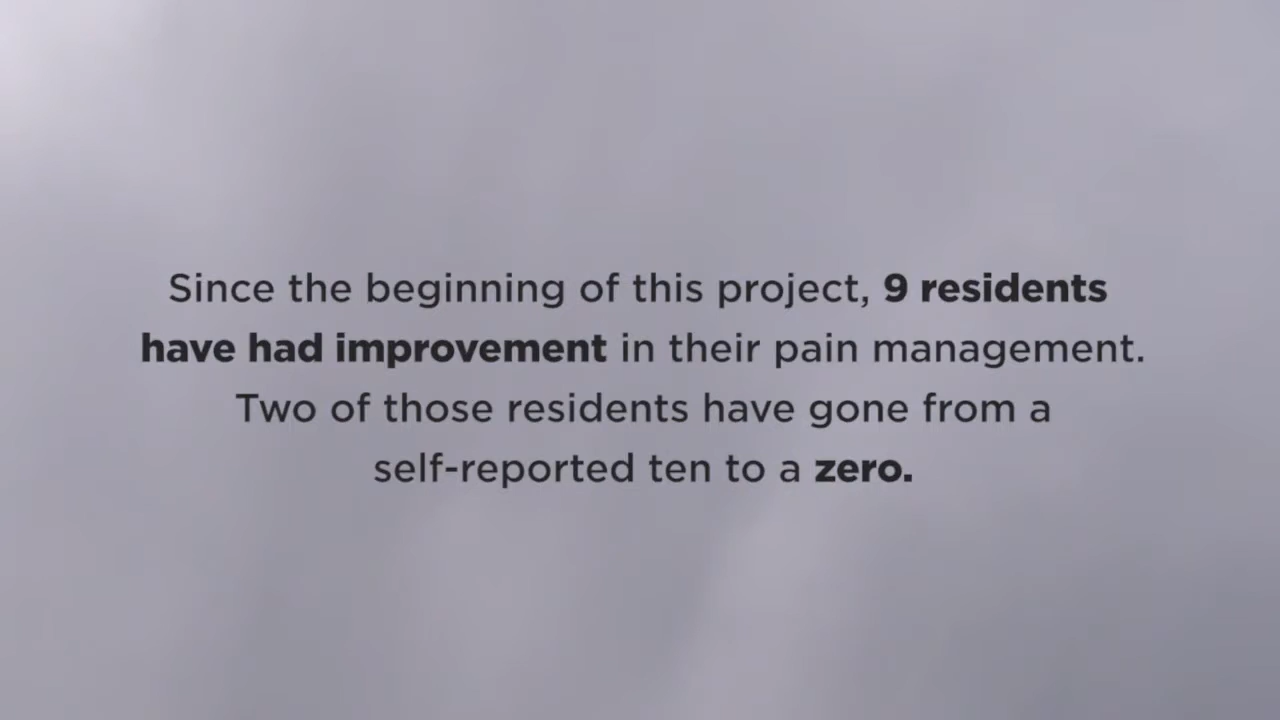 Since the beginning of this project, 9 residents
have had improvement in their pain management.
Two of those residents have gone from a
self-reported ten to a zero.